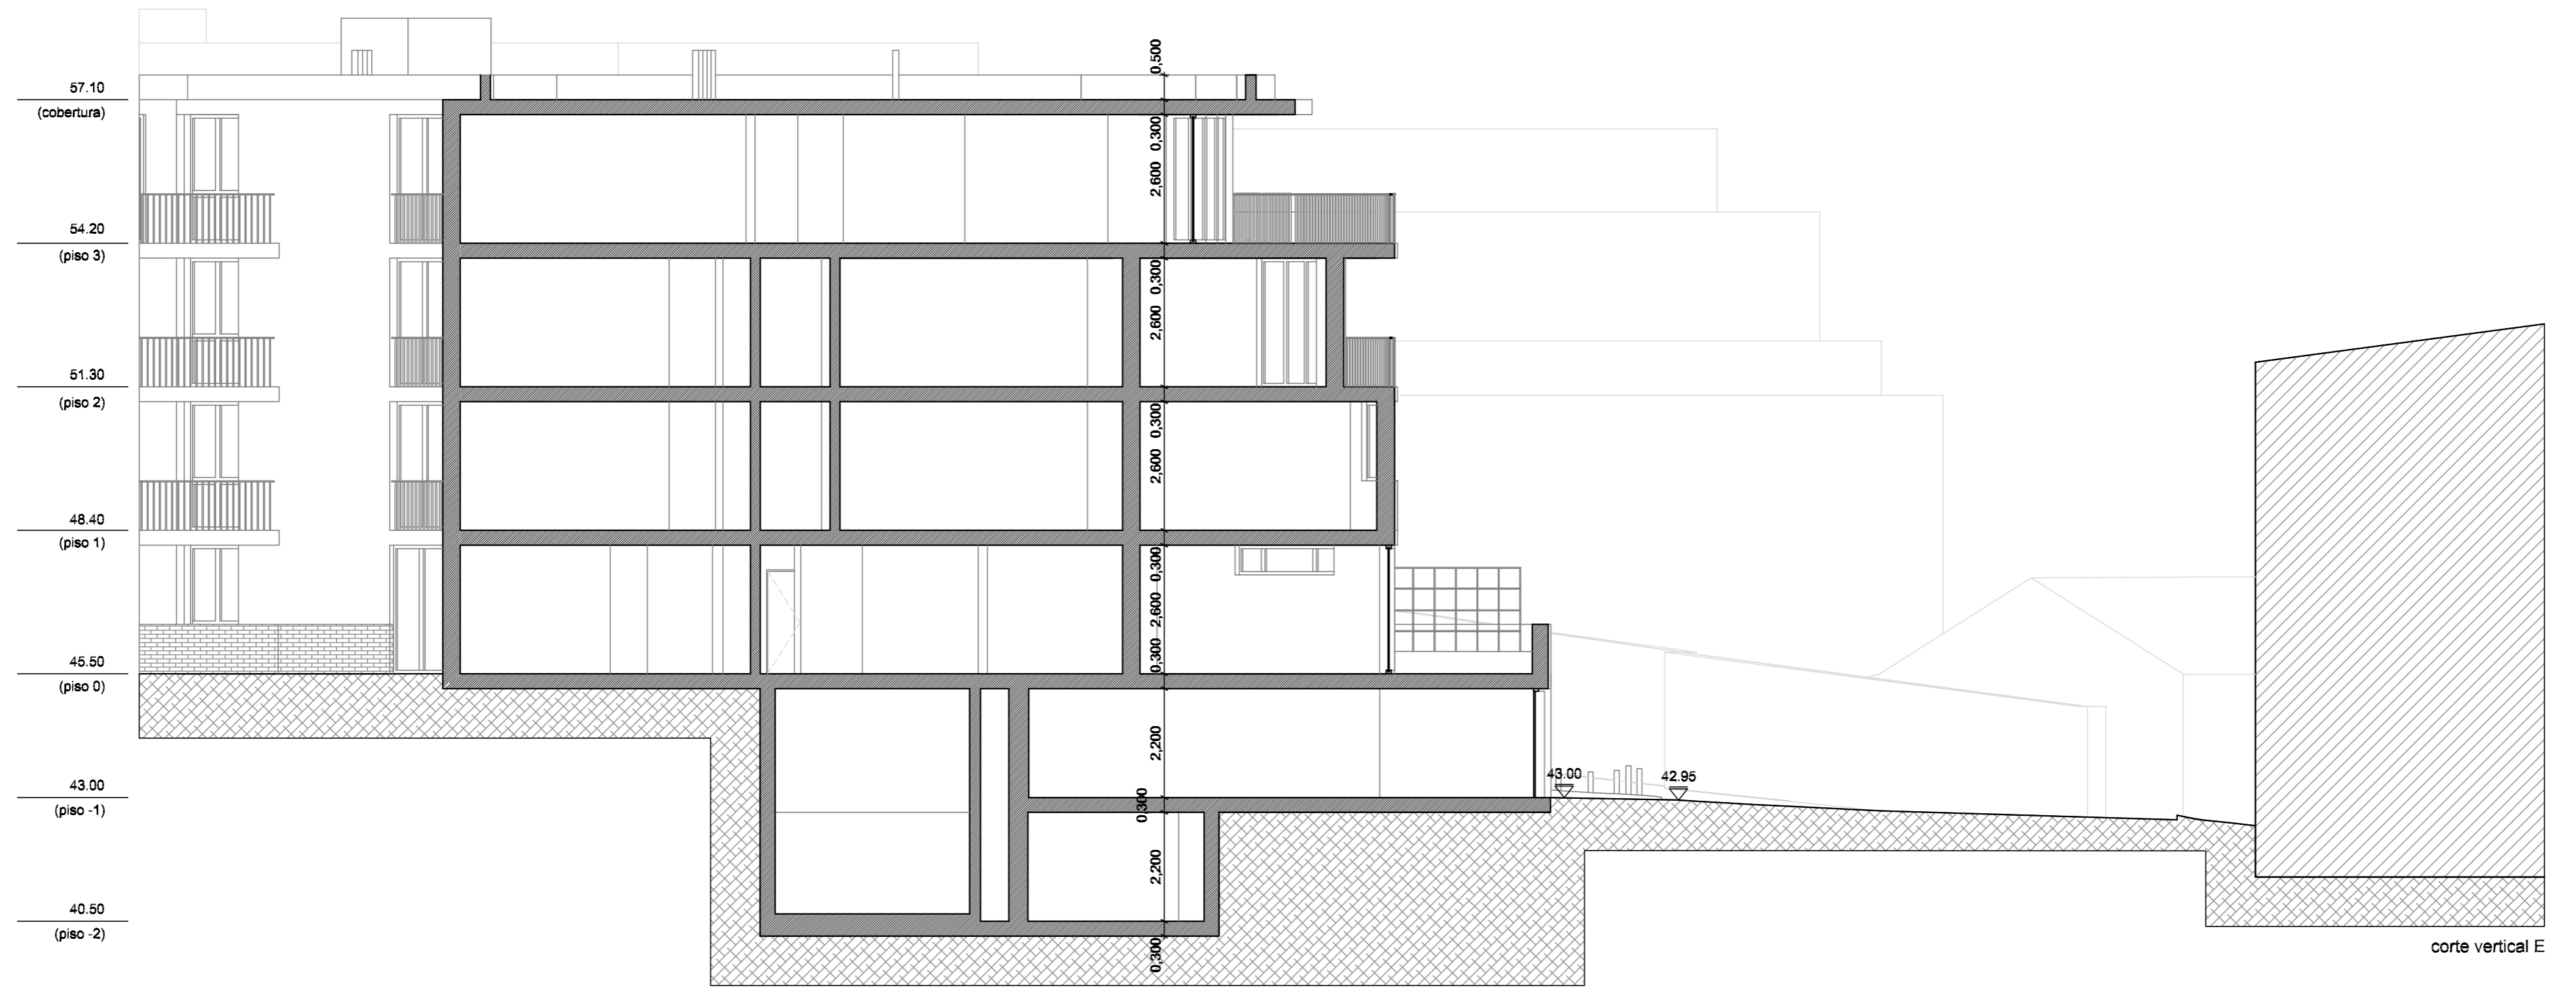 57.10
(cobertura)
54.20
(piso 3)
51.30
(piso 2)
48.40
(piso 1)
45.50
(piso 0)
43.00
(piso -1)
40.50
(piso -2)
0,500
0,300
2,600
0,300
2,600
0,300
2,600
0,300
2,600
0,300
2,200
0,300
2,200
0,300
43.00
42.95
corte vertical E